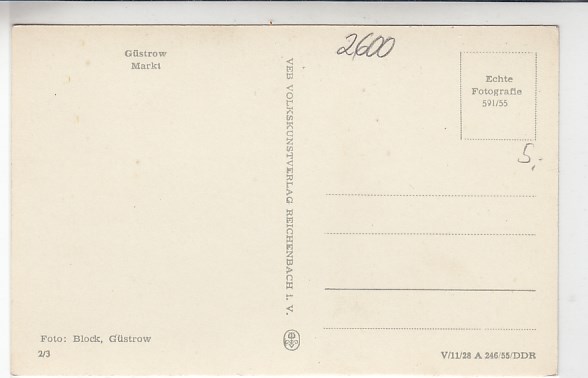 Güstrow
Markt
2600
Echte
Fotografie
591/55
5,-
VEB VOLKSKUNSTVERLAG REICHENBACH i. V.
Foto: Block, Güstrow
2/3
V/11/28 A 246/55/DDR